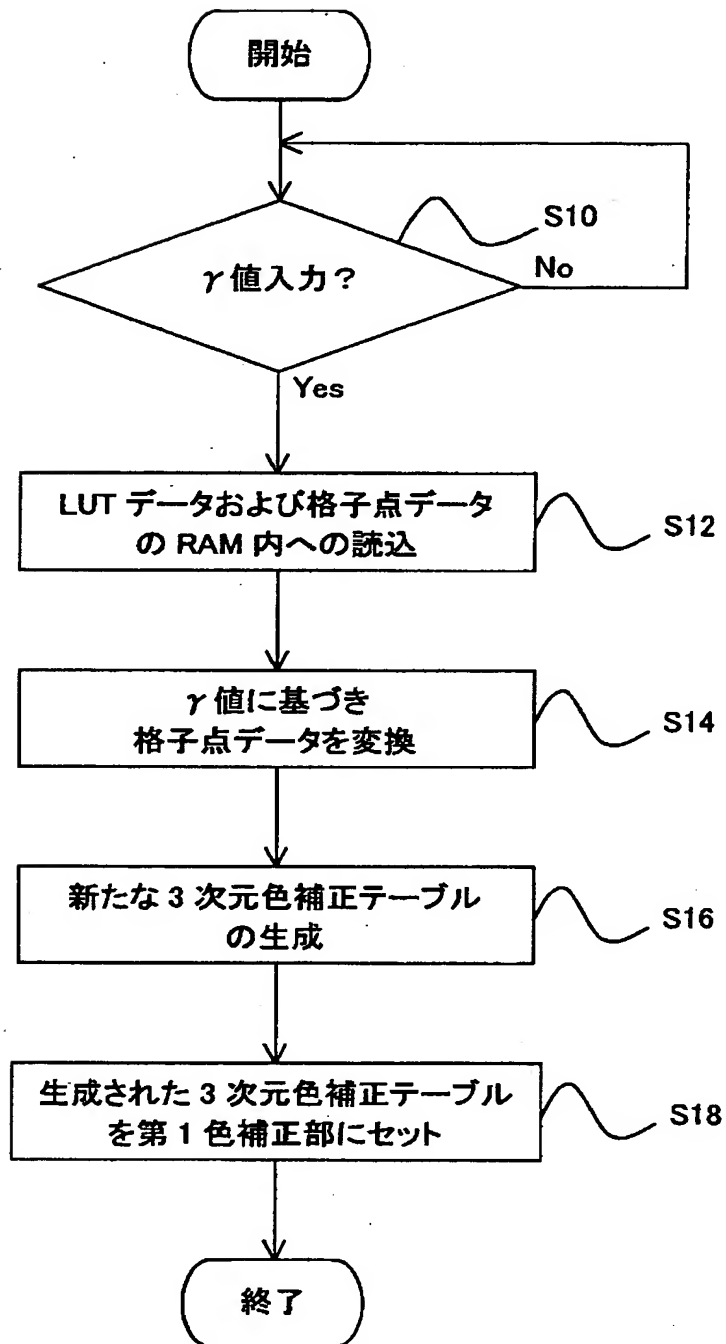 開始
S10
γ値入力？
No
Yes
LUT データおよび格子点データ
の RAM 内への読込
S12
γ値に基づき
格子点データを変換
S14
新たな 3 次元色補正テーブル
の生成
S16
生成された 3 次元色補正テーブル
を第 1 色補正部にセット
S18
終了